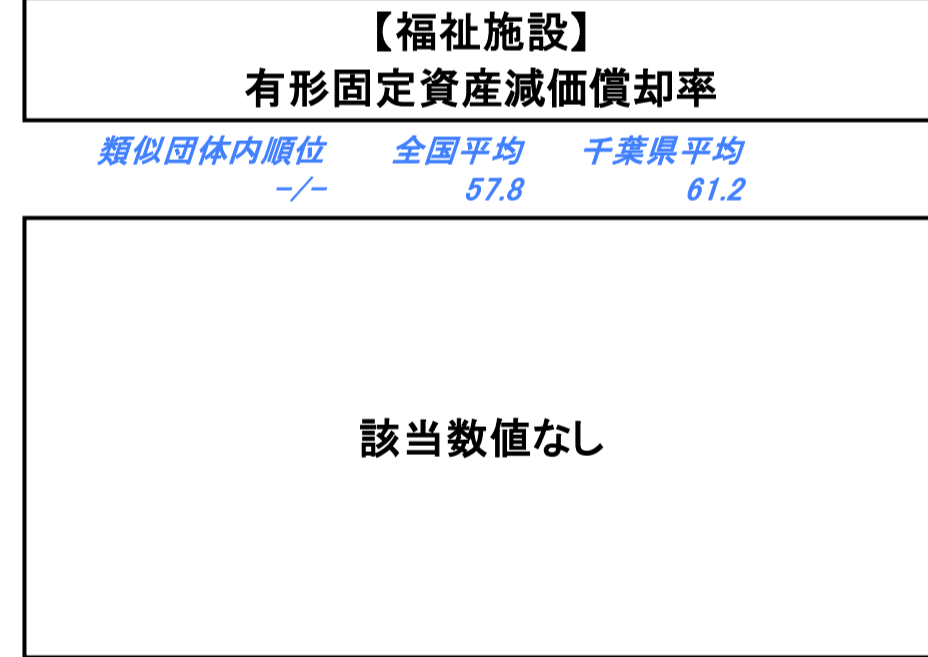 【福祉施設】
有形固定資産減価償却率
類似団体内順位 全国平均 千葉県平均
-/- 57.8 61.2
該当数値なし